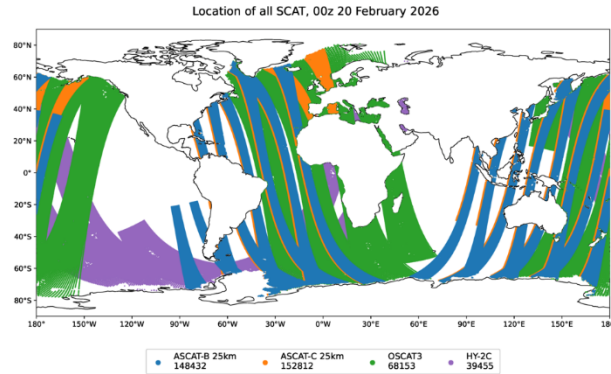 Location of all SCAT, 00z 20 February 2026
80°N
60°N
40°N
20°N
0°
20°S
40°S
60°S
80°S
180° 150°W 120°W 90°W 60°W 30°W 0°W 30°E 60°E 90°E 120°E 150°E 180°
ASCAT-B 25km ASCAT-C 25km OSCAT3 HY-2C
148432 152812 68153 39455